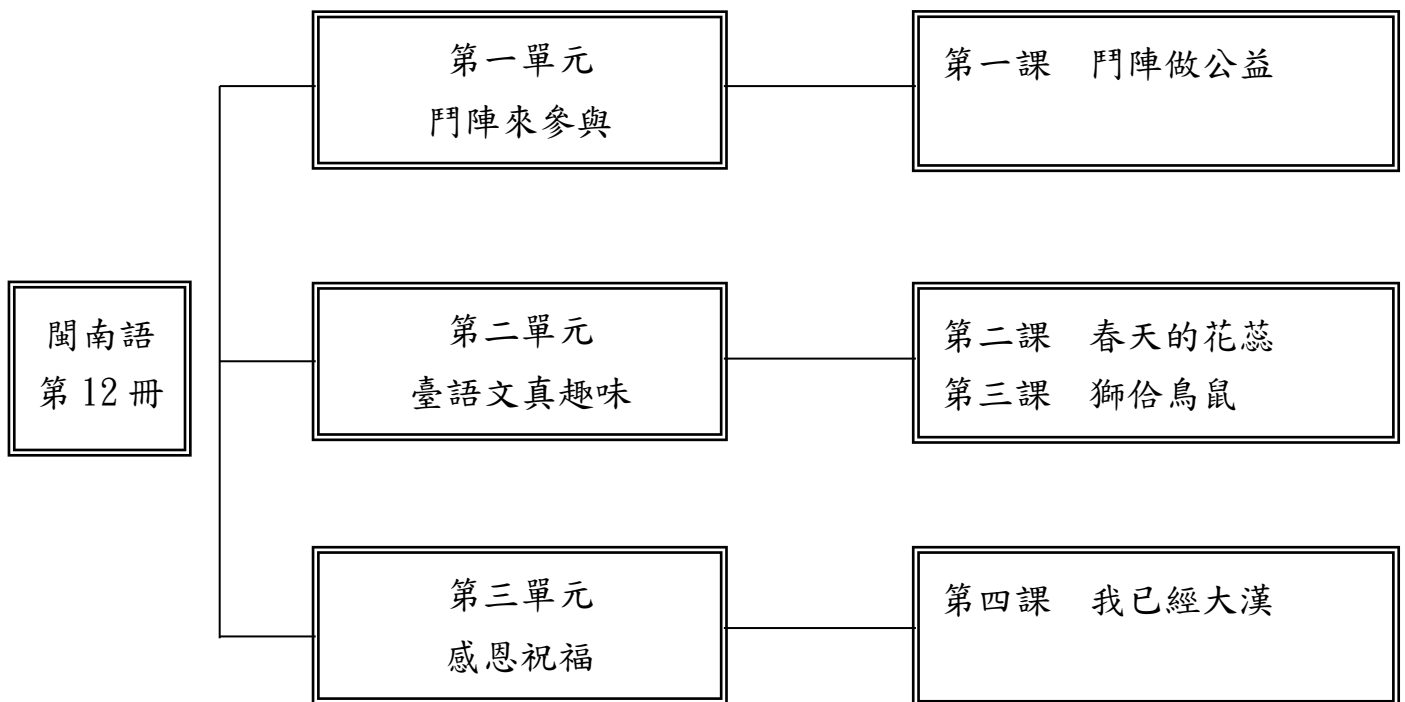 閩南語
第 12 冊
第一單元
鬥陣來參與
第一課　鬥陣做公益
第二單元
臺語文真趣味
第二課　春天的花蕊
第三課　獅佮鳥鼠
第三單元
感恩祝福
第四課　我已經大漢